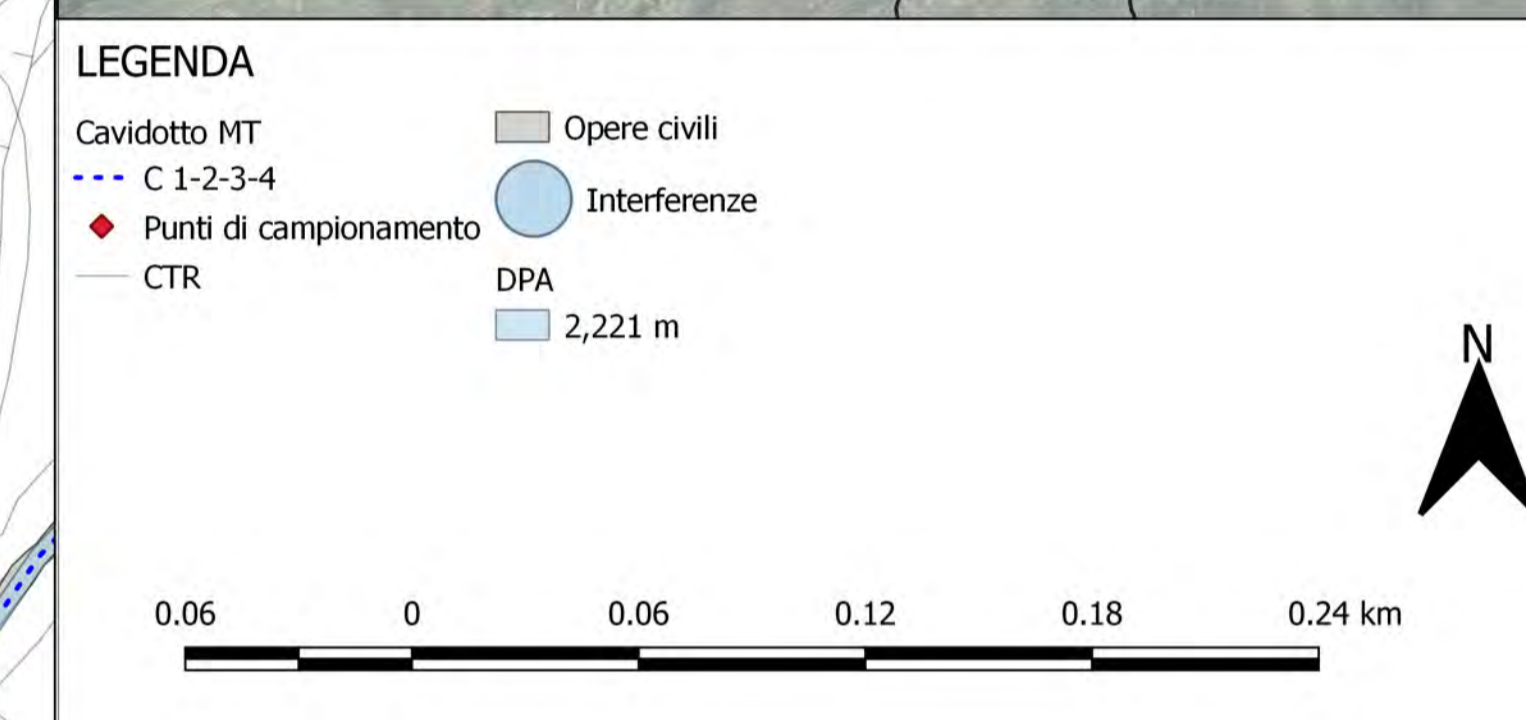 LEGENDA
Cavidotto MT
C 1-2-3-4
Punti di campionamento
CTR
Opere civili
Interferenze
DPA
2,221 m
N
0.06 0 0.06 0.12 0.18 0.24 km